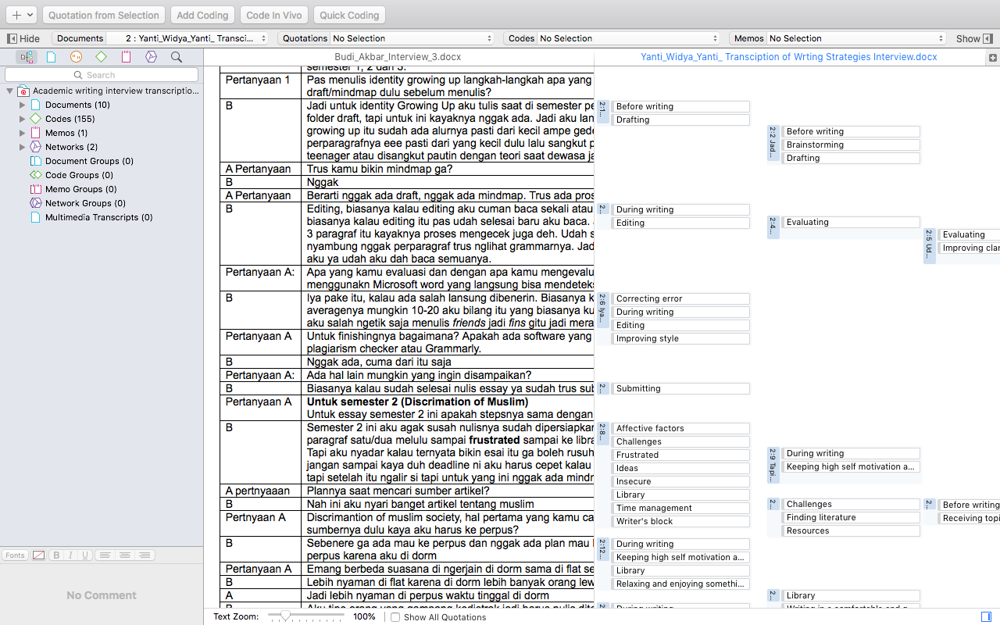 Quotation from Selection
Add Coding
Code In Vivo
Quick Coding
Hide
Documents
2 : Yanti_Widya_Yanti_ Transci...
Quotations
No Selection
Codes
No Selection
Memos
No Selection
Show
Search
Academic writing interview transcriptio...
Documents (10)
Codes (155)
Memos (1)
Networks (2)
Document Groups (0)
Code Groups (0)
Memo Groups (0)
Network Groups (0)
Multimedia Transcripts (0)
Fonts
B I U
No Comment
Budi_Akbar_Interview_3.docx
Yanti_Widya_Yanti_ Transciption of Wrting Strategies Interview.docx
semester 1, 2 dan 3.
Pertanyaan 1
Pas menulis identity growing up langkah-langkah apa yang
draft/mindmap dulu sebelum menulis?
B
Jadi untuk identity Growing Up aku tulis saat di semester pe
folder draft, tapi untuk ini kayaknya nggak ada. Jadi aku lan
growing up itu sudah ada alurnya pasti dari kecil ampe gede
perparagrafnya eee pasti dari yang kecil dulu lalu sangkut p
teenager atau disangkut pautin dengan teori saat dewasa ja
A Pertanyaan
Trus kamu bikin mindmap ga?
B
Nggak
A Pertanyaan
Berarti nggak ada draft, nggak ada mindmap. Trus ada pros
B
Editing, biasanya kalau editing aku cuman baca sekali atau
biasanya kalau editing itu pas udah selesai baru aku baca.
3 paragraf itu kayaknya proses mengecek juga deh. Udah s
nyambung nggak perparagraf trus nglihat grammarnya. Jad
aku ya udah aku dah baca semuanya.
Pertanyaan A:
Apa yang kamu evaluasi dan dengan apa kamu mengevalu
menggunakn Microsoft word yang langsung bisa mendeteks
B
Iya pake itu, kalau ada salah lansung dibenerin. Biasanya k
averagenya mungkin 10-20 aku bilang itu yang biasanya ku
aku salah ngetik saja menulis friends jadi fins gitu jadi mera
Pertanyaan A
Untuk finishingnya bagaimana? Apakah ada software yang
plagiarism checker atau Grammarly.
B
Nggak ada, cuma dari itu saja
Pertanyaan A:
Ada hal lain mungkin yang ingin disampaikan?
B
Biasanya kalau sudah selesai nulis essay ya sudah trus sub
Pertanyaan A
Untuk semester 2 (Discrimation of Muslim)
Untuk essay semester 2 ini apakah stepsnya sama dengan
B
Semester 2 ini aku agak susah nulisnya sudah dipersiapkan
paragraf satu/dua melulu sampai frustrated sampai ke libra
Tapi aku nyadar kalau ternyata bikin esai itu ga boleh rusuh
jangan sampai kaya duh deadline ni aku harus cepet kalau
tapi setelah itu ngalir si tapi untuk yang ini nggak ada mindm
A pertnyaaan
Plannya saat mencari sumber artikel?
B
Nah ini aku nyari banget artikel tentang muslim
Pertnyaan A
Discrimantion of muslim society, hal pertama yang kamu ca
sumbernya dulu kaya aku harus ke perpus?
B
Sebenere ga ada mau ke perpus dan nggak ada plan mau
perpus karena aku di dorm
Pertanyaan A
Emang berbeda suasana di ngerjain di dorm sama di flat se
B
Lebih nyaman di flat karena di dorm lebih banyak orang lew
A
Jadi lebih nyaman di perpus waktu tinggal di dorm
2:1...
Before writing
Drafting
2:2 Jad...
Before writing
Brainstorming
Drafting
2...
During writing
Editing
2:4...
Evaluating
2:5 Ud...
Evaluating
Improving clar
2:6 Iya...
Correcting error
During writing
Editing
Improving style
2...
Submitting
2:8...
Affective factors
Challenges
Frustrated
Ideas
Insecure
Library
Time management
Writer's block
2:9 Tapi...
During writing
Keeping high self motivation a...
2...
Challenges
Finding literature
Resources
2...
Before writing
Receiving topi
2:12...
During writing
Keeping high self motivation a...
Library
Relaxing and enjoying somethi...
2...
Library
During writing
Text Zoom:
100%
Show All Quotations